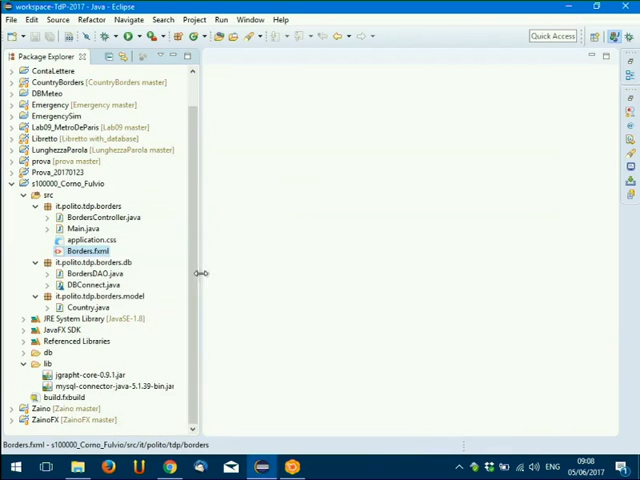 workspace-TdP-2017 - Java - Eclipse
File Edit Source Refactor Navigate Search Project Run Window Help
Quick Access
Package Explorer
ContaLettere
CountryBorders [CountryBorders master]
DBMeteo
Emergency [Emergency master]
EmergencySim
Lab09_MetroDeParis [Lab09 master]
Libretto [Libretto with_database]
LunghezzaParola [LunghezzaParola master]
prova [prova master]
Prova_20170123
s100000_Corno_Fulvio
src
it.polito.tdp.borders
BordersController.java
Main.java
application.css
Borders.fxml
it.polito.tdp.borders.db
BordersDAO.java
DBConnect.java
it.polito.tdp.borders.model
Country.java
JRE System Library [JavaSE-1.8]
JavaFX SDK
Referenced Libraries
db
lib
jgrapht-core-0.9.1.jar
mysql-connector-java-5.1.39-bin.jar
build.fxbuild
Zaino [Zaino master]
ZainoFX [ZainoFX master]
Borders.fxml - s100000_Corno_Fulvio/src/it/polito/tdp/borders
ENG
09:08
05/06/2017